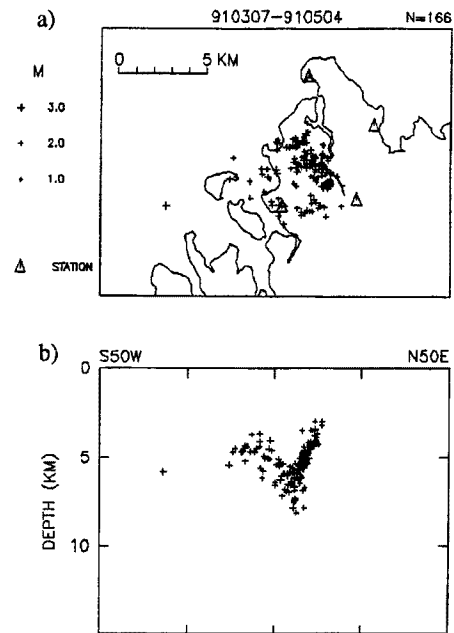 a)
910307-910504 N=166
0 5 KM
M
+ 3.0
+ 2.0
+ 1.0
STATION
b)
S50W N50E
0
5
10
DEPTH (KM)